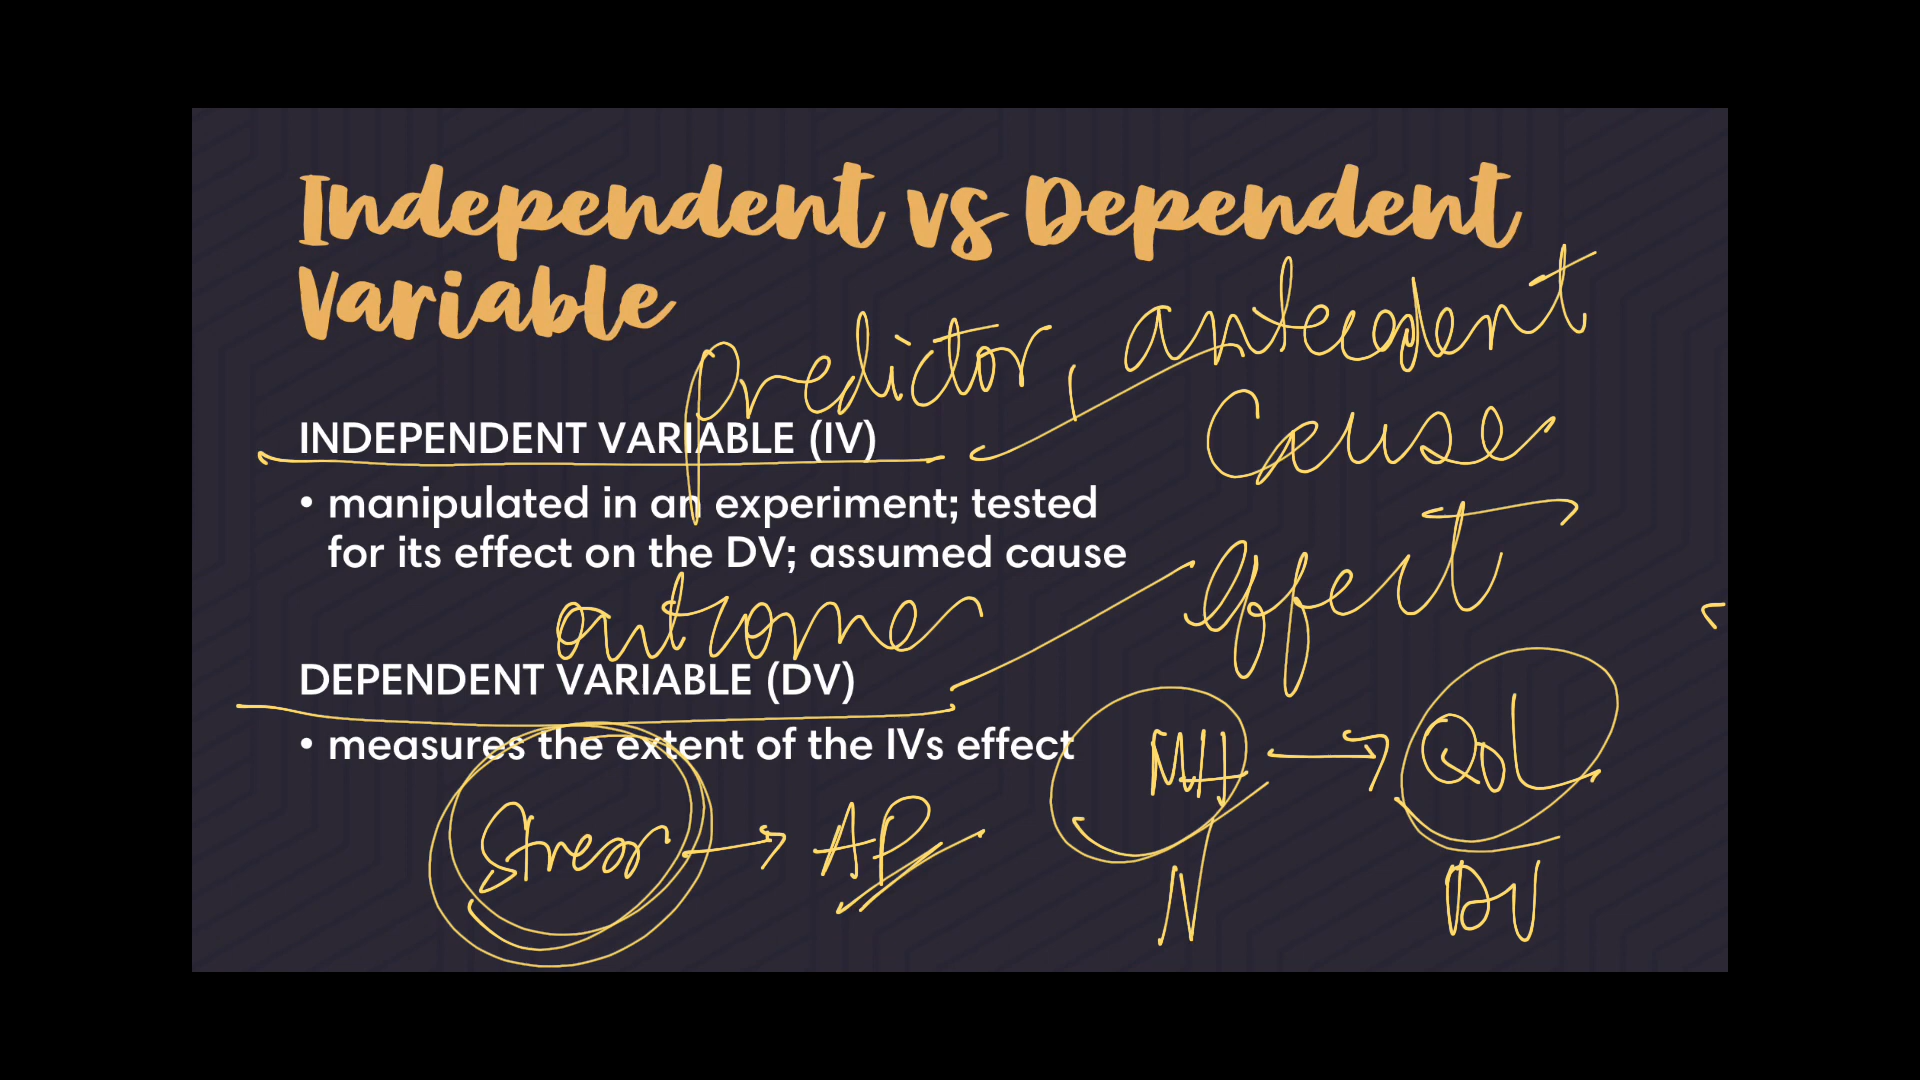 Independent vs Dependent
Variable
predictor, antecedent
INDEPENDENT VARIABLE (IV)
cause
• manipulated in an experiment; tested
for its effect on the DV; assumed cause
effect
outcome
DEPENDENT VARIABLE (DV)
• measures the extent of the IVs effect
MH → QOL
Stress → AP
IV DV